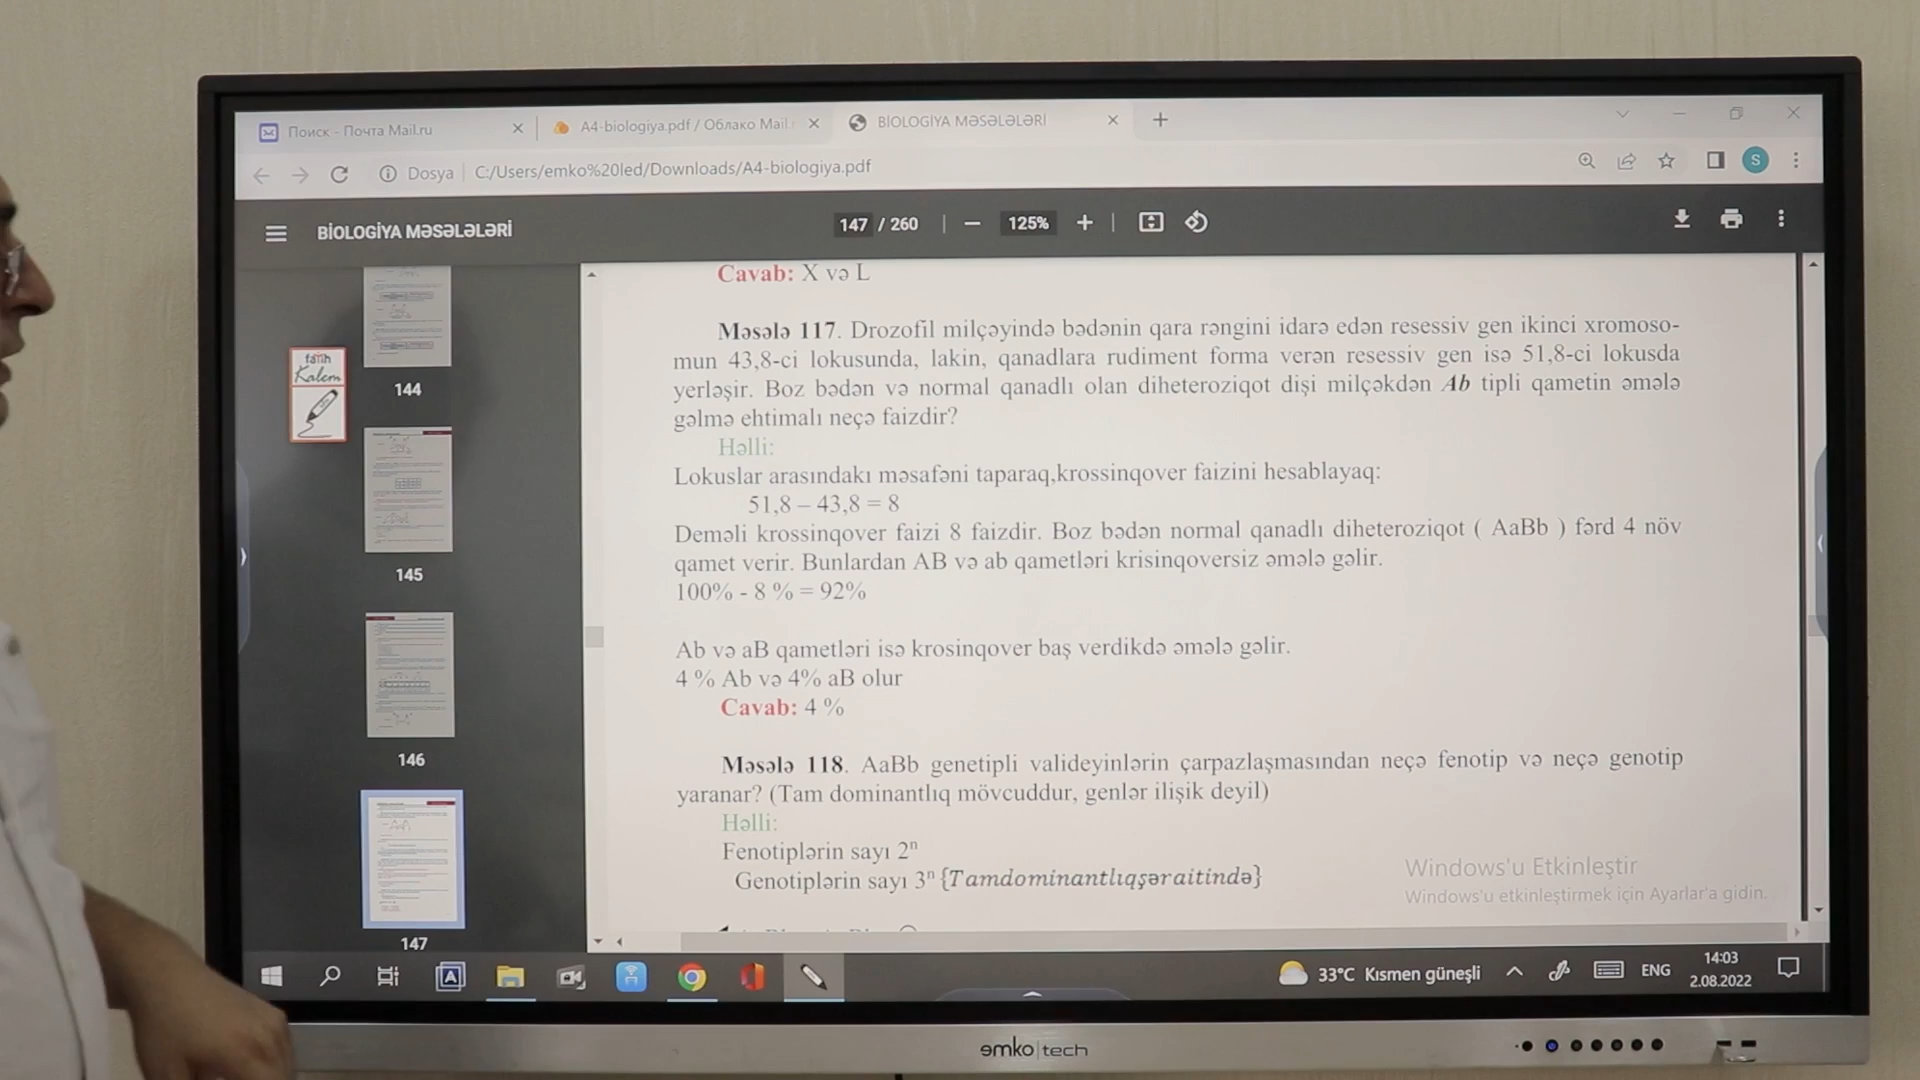 Поиск - Почта Mail.ru
A4-biologiya.pdf / Облако Mail.
BİOLOGİYA MƏSƏLƏLƏRİ
Dosya
C:/Users/emko%20led/Downloads/A4-biologiya.pdf
S
BİOLOGİYA MƏSƏLƏLƏRİ
147 / 260
125%
Cavab: X və L
Məsələ 117. Drozofil milçəyində bədənin qara rəngini idarə edən resessiv gen ikinci xromoso-
mun 43,8-ci lokusunda, lakin, qanadlara rudiment forma verən resessiv gen isə 51,8-ci lokusda
yerləşir. Boz bədən və normal qanadlı olan diheteroziqot dişi milçəkdən Ab tipli qametin əmələ
gəlmə ehtimalı neçə faizdir?
Həlli:
Lokuslar arasındakı məsafəni taparaq,krossinqover faizini hesablayaq:
51,8 – 43,8 = 8
Deməli krossinqover faizi 8 faizdir. Boz bədən normal qanadlı diheteroziqot ( AaBb ) fərd 4 növ
qamet verir. Bunlardan AB və ab qametləri krisinqoversiz əmələ gəlir.
100% - 8 % = 92%
Ab və aB qametləri isə krosinqover baş verdikdə əmələ gəlir.
4 % Ab və 4% aB olur
Cavab: 4 %
Məsələ 118. AaBb genetipli valideyinlərin çarpazlaşmasından neçə fenotip və neçə genotip
yaranar? (Tam dominantlıq mövcuddur, genlər ilişik deyil)
Həlli:
Fenotiplərin sayı 2ⁿ
Genotiplərin sayı 3ⁿ {Tamdominantlıqşəraitində}
fatih
Kalem
144
145
146
147
Windows'u Etkinleştir
Windows'u etkinleştirmek için Ayarlar'a gidin.
A
33°C Kısmen güneşli
ENG
14:03
2.08.2022
emko|tech